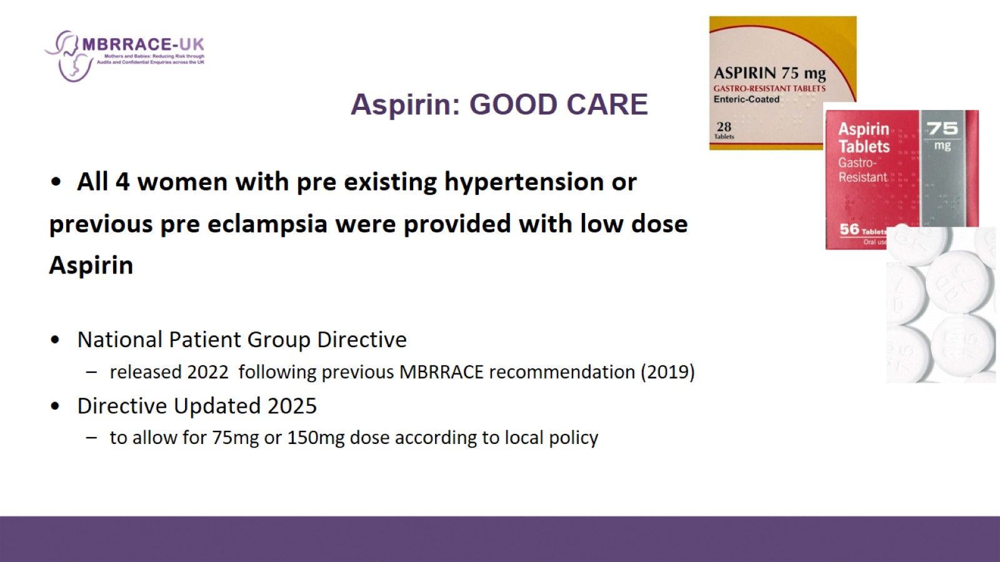 MBRRACE-UK
Mothers and Babies: Reducing Risk through
Audits and Confidential Enquiries across the UK
Aspirin: GOOD CARE
ASPIRIN 75 mg
GASTRO-RESISTANT TABLETS
Enteric-Coated
28
Tablets
Aspirin
Tablets
Gastro-
Resistant
75
mg
56 Tablets
Oral use
• All 4 women with pre existing hypertension or
previous pre eclampsia were provided with low dose
Aspirin
• National Patient Group Directive
– released 2022 following previous MBRRACE recommendation (2019)
• Directive Updated 2025
– to allow for 75mg or 150mg dose according to local policy